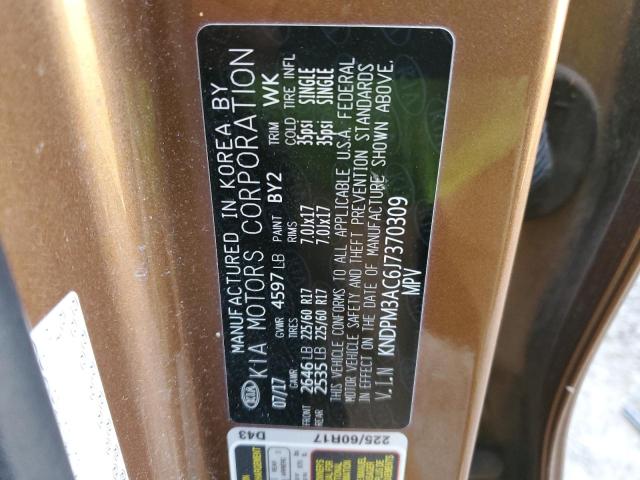 KIA
MANUFACTURED IN KOREA BY
KIA MOTORS CORPORATION
07/17 GVWR 4597 LB PAINT BY2 TRIM WK
GAWR TIRES RIMS COLD TIRE INFL
FRONT 2646 LB 225/60 R17 7.0Jx17 35psi SINGLE
REAR 2535 LB 225/60 R17 7.0Jx17 35psi SINGLE
THIS VEHICLE CONFORMS TO ALL APPLICABLE U.S.A. FEDERAL
MOTOR VEHICLE SAFETY AND THEFT PREVENTION STANDARDS
IN EFFECT ON THE DATE OF MANUFACTURE SHOWN ABOVE.
V.I.N KNDPM3AC6J7370309
MPV
D43
225/60R17